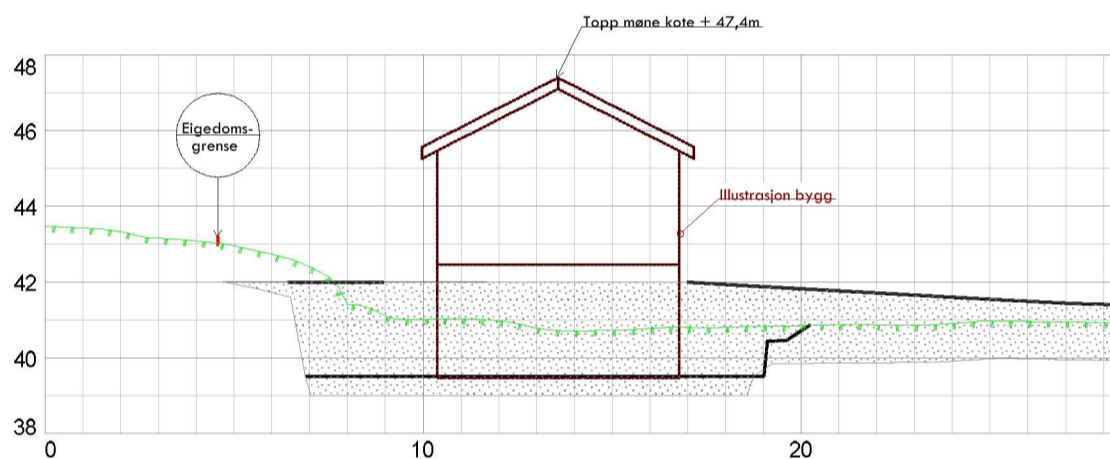 Topp møne kote + 47,4m
48
46
Eigedoms-
grense
44
Illustrasjon bygg
42
40
38
0
10
20